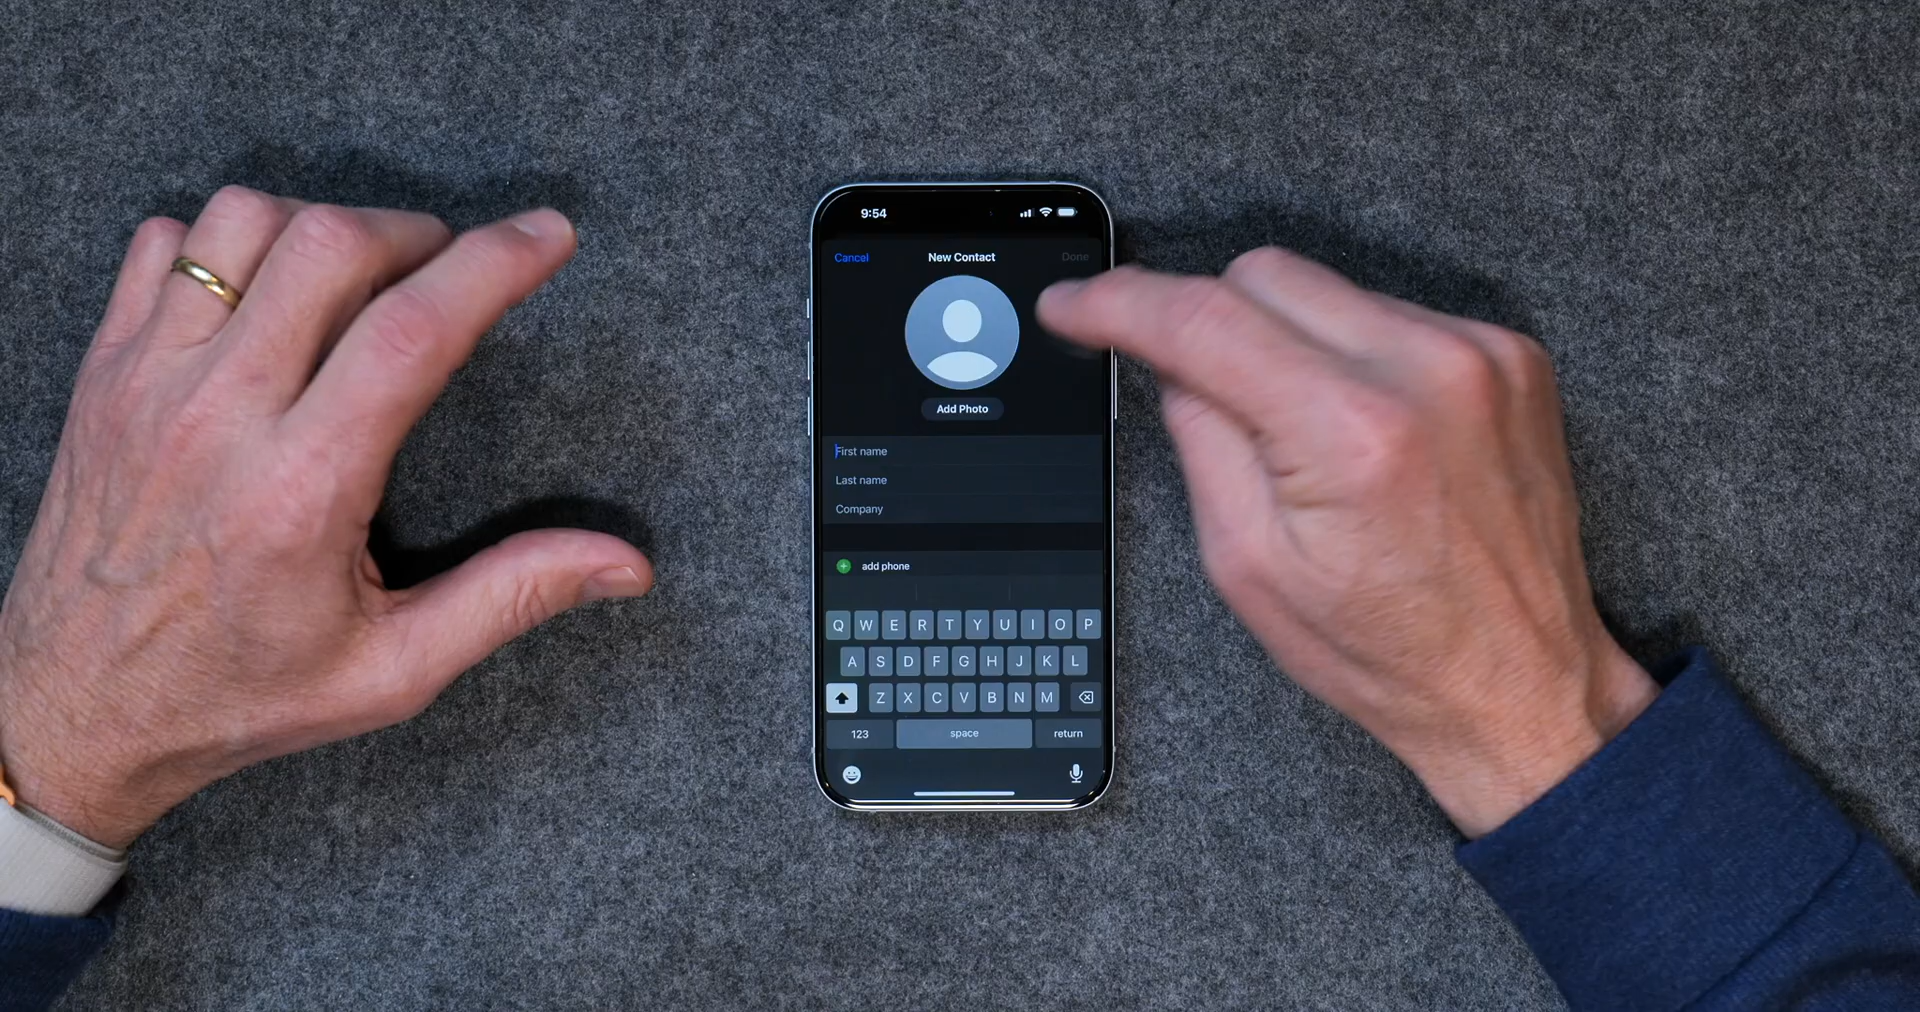 9:54
Cancel New Contact Done
Add Photo
First name
Last name
Company
add phone
Q W E R T Y U I O P
A S D F G H J K L
Z X C V B N M
123 space return